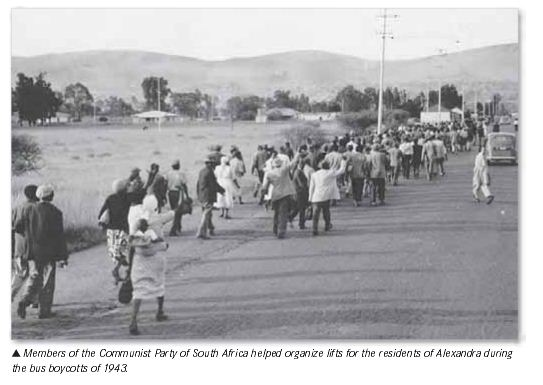 ▲ Members of the Communist Party of South Africa helped organize lifts for the residents of Alexandra during
the bus boycotts of 1943.